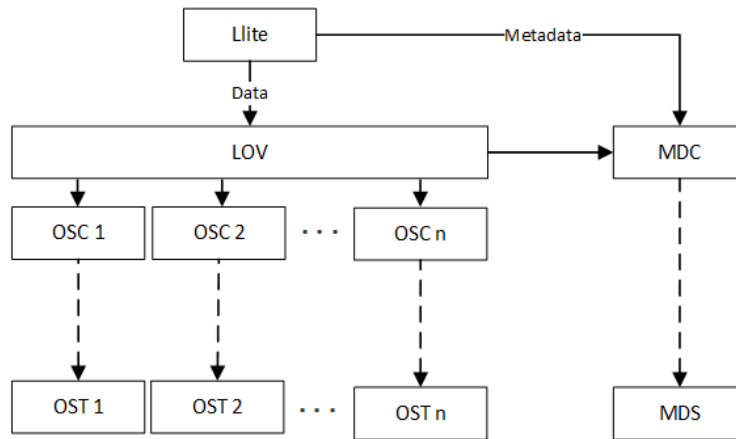 Llite
Metadata
Data
LOV
MDC
OSC 1
OSC 2
...
OSC n
OST 1
OST 2
...
OST n
MDS